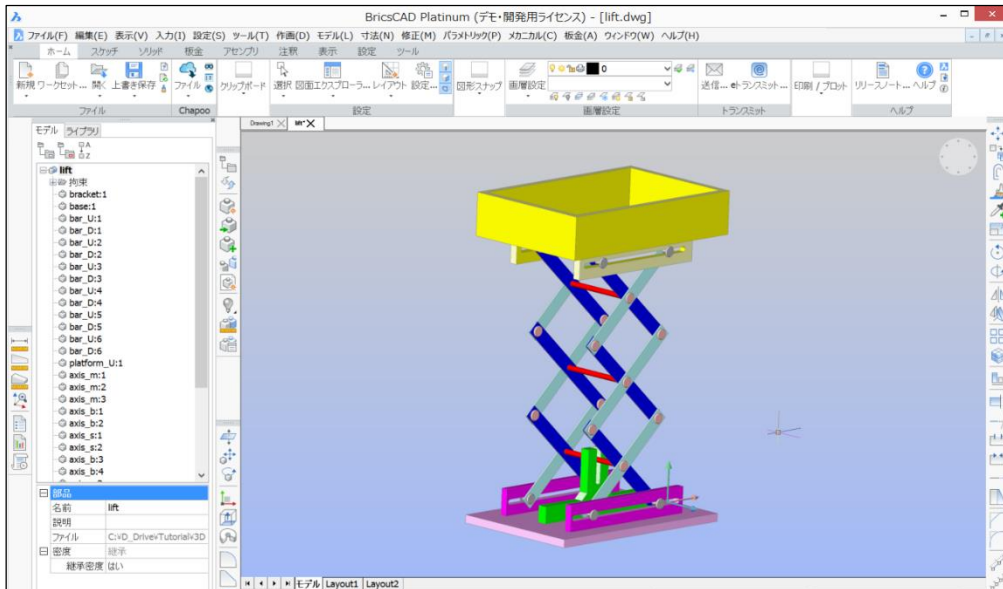 BricsCAD Platinum (デモ・開発用ライセンス) - [lift.dwg]
ファイル(F) 編集(E) 表示(V) 入力(I) 設定(S) ツール(T) 作画(D) モデル(L) 寸法(N) 修正(M) パラメトリック(P) メカニカル(C) 板金(A) ウィンドウ(W) ヘルプ(H)
ホーム スケッチ ソリッド 板金 アセンブリ 注釈 表示 設定 ツール
0
新規 ワークセット... 開く 上書き保存 ファイル クリップボード 選択 図面エクスプローラ... レイアウト 設定... 図形スナップ 画層設定 送信... eトランスミット... 印刷 / プロット リリースノート... ヘルプ
ファイル Chapoo 設定 画層設定 トランスミット ヘルプ
モデル ライブラリ
Drawing1 lift*
lift
拘束
bracket:1
base:1
bar_U:1
bar_D:1
bar_U:2
bar_D:2
bar_U:3
bar_D:3
bar_U:4
bar_D:4
bar_U:5
bar_D:5
bar_U:6
bar_D:6
platform_U:1
axis_m:1
axis_m:2
axis_m:3
axis_b:1
axis_b:2
axis_s:1
axis_s:2
axis_b:3
axis_b:4
部品
名前 lift
説明
ファイル C:¥D_Drive¥Tutorial¥3D
密度 継承
継承密度 はい
モデル Layout1 Layout2